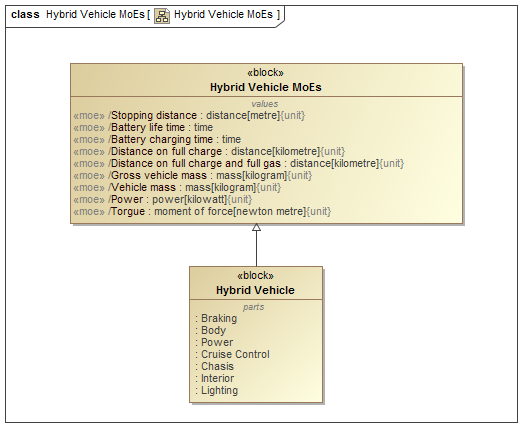 class Hybrid Vehicle MoEs [ Hybrid Vehicle MoEs ]
«block»
Hybrid Vehicle MoEs
values
«moe» /Stopping distance : distance[metre]{unit}
«moe» /Battery life time : time
«moe» /Battery charging time : time
«moe» /Distance on full charge : distance[kilometre]{unit}
«moe» /Distance on full charge and full gas : distance[kilometre]{unit}
«moe» /Gross vehicle mass : mass[kilogram]{unit}
«moe» /Vehicle mass : mass[kilogram]{unit}
«moe» /Power : power[kilowatt]{unit}
«moe» /Torgue : moment of force[newton metre]{unit}
«block»
Hybrid Vehicle
parts
: Braking
: Body
: Power
: Cruise Control
: Chasis
: Interior
: Lighting